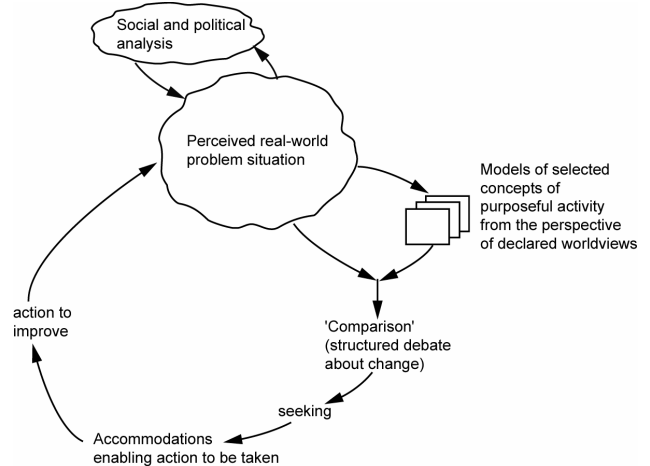 Social and political
analysis
Perceived real-world
problem situation
Models of selected
concepts of
purposeful activity
from the perspective
of declared worldviews
'Comparison'
(structured debate
about change)
seeking
Accommodations
enabling action to be taken
action to
improve